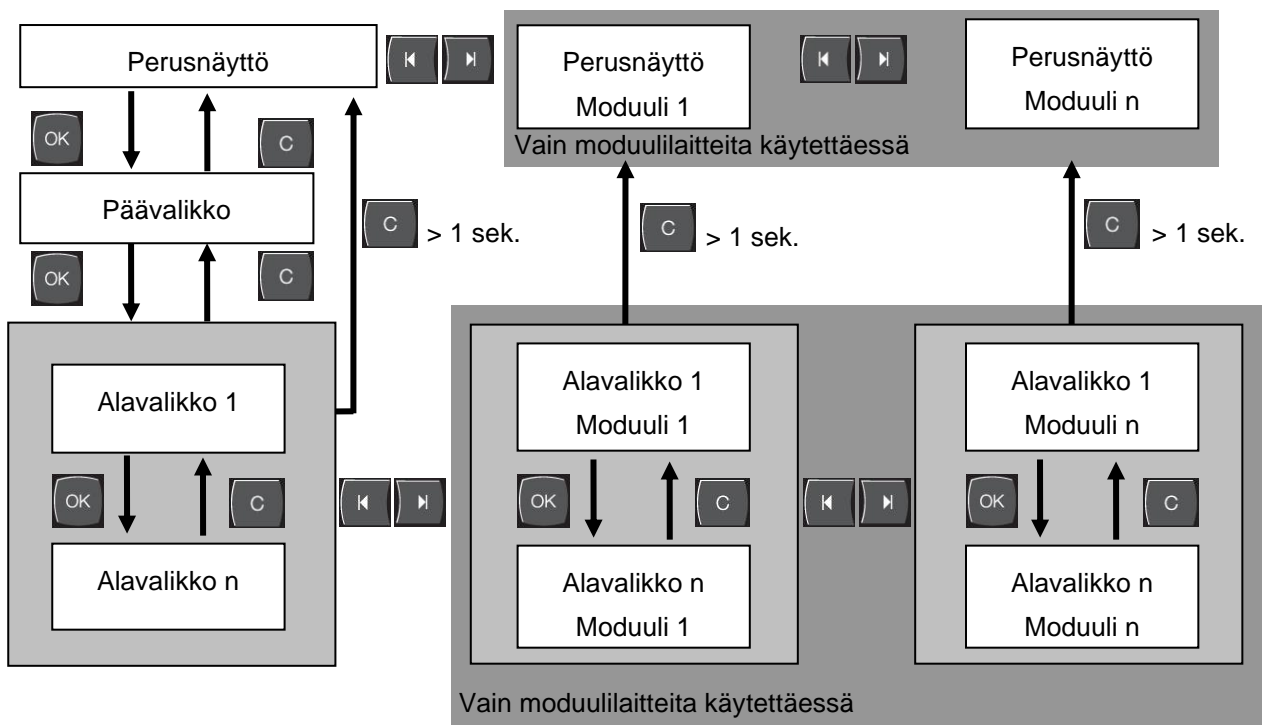 Perusnäyttö
Perusnäyttö
Moduuli 1
Perusnäyttö
Moduuli n
Vain moduulilaitteita käytettäessä
OK
C
Päävalikko
C
> 1 sek.
C
> 1 sek.
C
> 1 sek.
OK
C
Alavalikko 1
Alavalikko 1
Moduuli 1
Alavalikko 1
Moduuli n
OK
C
OK
C
OK
C
Alavalikko n
Alavalikko n
Moduuli 1
Alavalikko n
Moduuli n
Vain moduulilaitteita käytettäessä